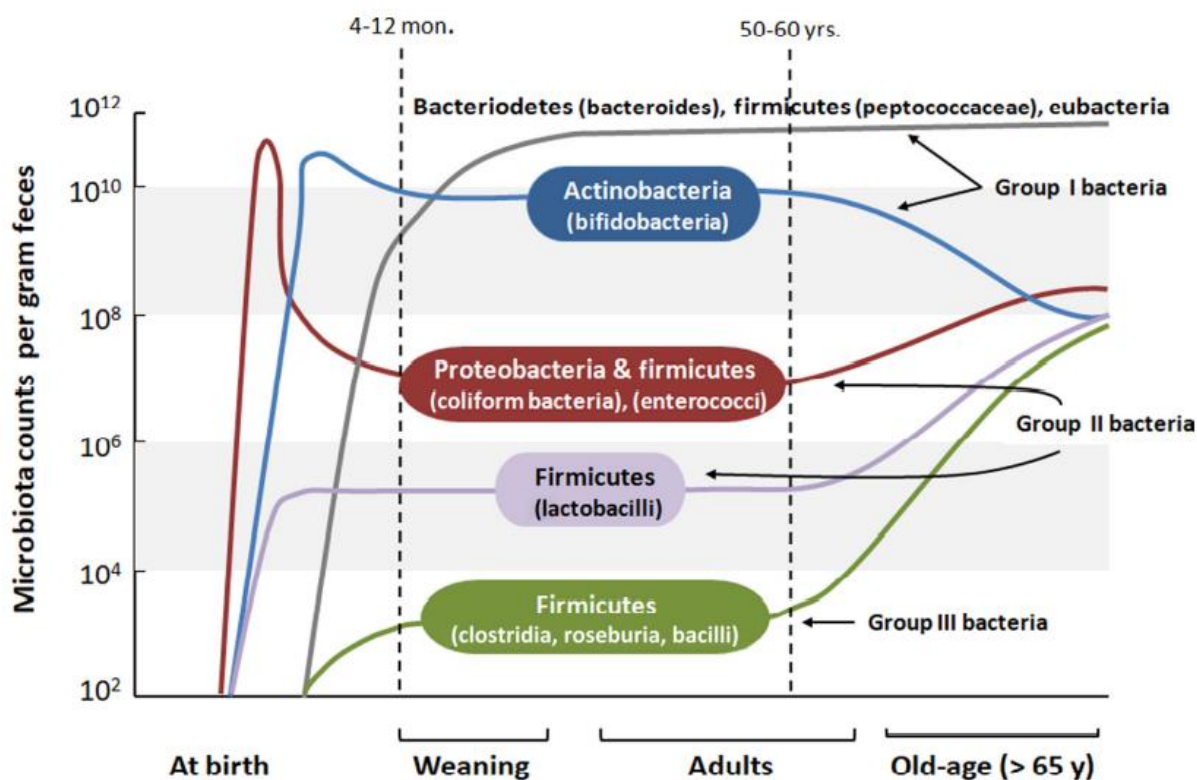 4-12 mon.
50-60 yrs.
Microbiota counts per gram feces
10¹²
10¹⁰
10⁸
10⁶
10⁴
10²
Bacteriodetes (bacteroides), firmicutes (peptococcaceae), eubacteria
Actinobacteria
(bifidobacteria)
Group I bacteria
Proteobacteria & firmicutes
(coliform bacteria), (enterococi)
Group II bacteria
Firmicutes
(lactobacilli)
Firmicutes
(clostridia, roseburia, bacilli)
Group III bacteria
At birth
Weaning
Adults
Old-age (> 65 y)